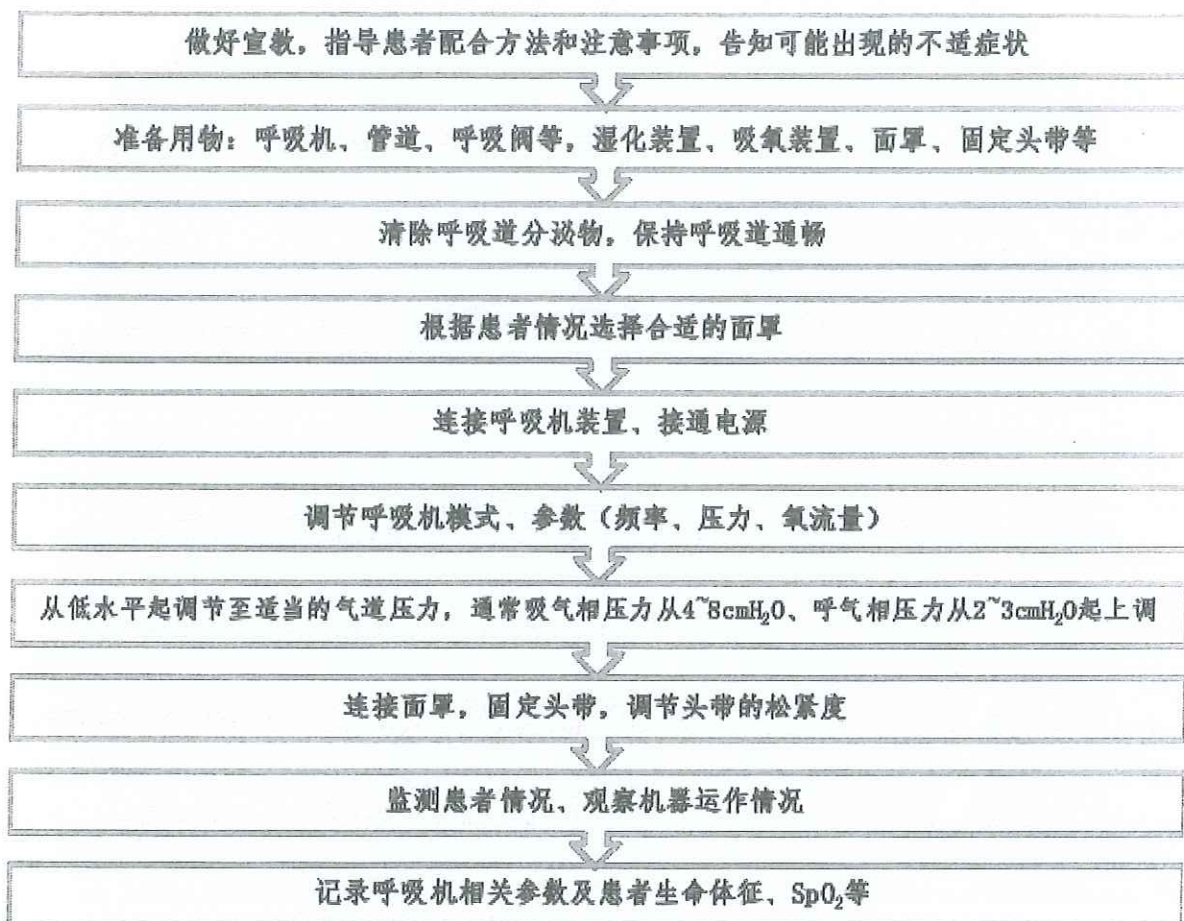 做好宣教，指导患者配合方法和注意事项，告知可能出现的不适症状
准备用物：呼吸机、管道、呼吸阀等，湿化装置、吸氧装置、面罩、固定头带等
清除呼吸道分泌物，保持呼吸道通畅
根据患者情况选择合适的面罩
连接呼吸机装置、接通电源
调节呼吸机模式、参数（频率、压力、氧流量）
从低水平起调节至适当的气道压力，通常吸气相压力从4~8cmH₂O、呼气相压力从2~3cmH₂O起上调
连接面罩，固定头带，调节头带的松紧度
监测患者情况、观察机器运作情况
记录呼吸机相关参数及患者生命体征、SpO₂等